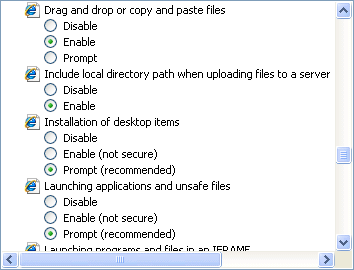 Drag and drop or copy and paste files
Disable
Enable
Prompt
Include local directory path when uploading files to a server
Disable
Enable
Installation of desktop items
Disable
Enable (not secure)
Prompt (recommended)
Launching applications and unsafe files
Disable
Enable (not secure)
Prompt (recommended)
Launching programs and files in an IFRAME